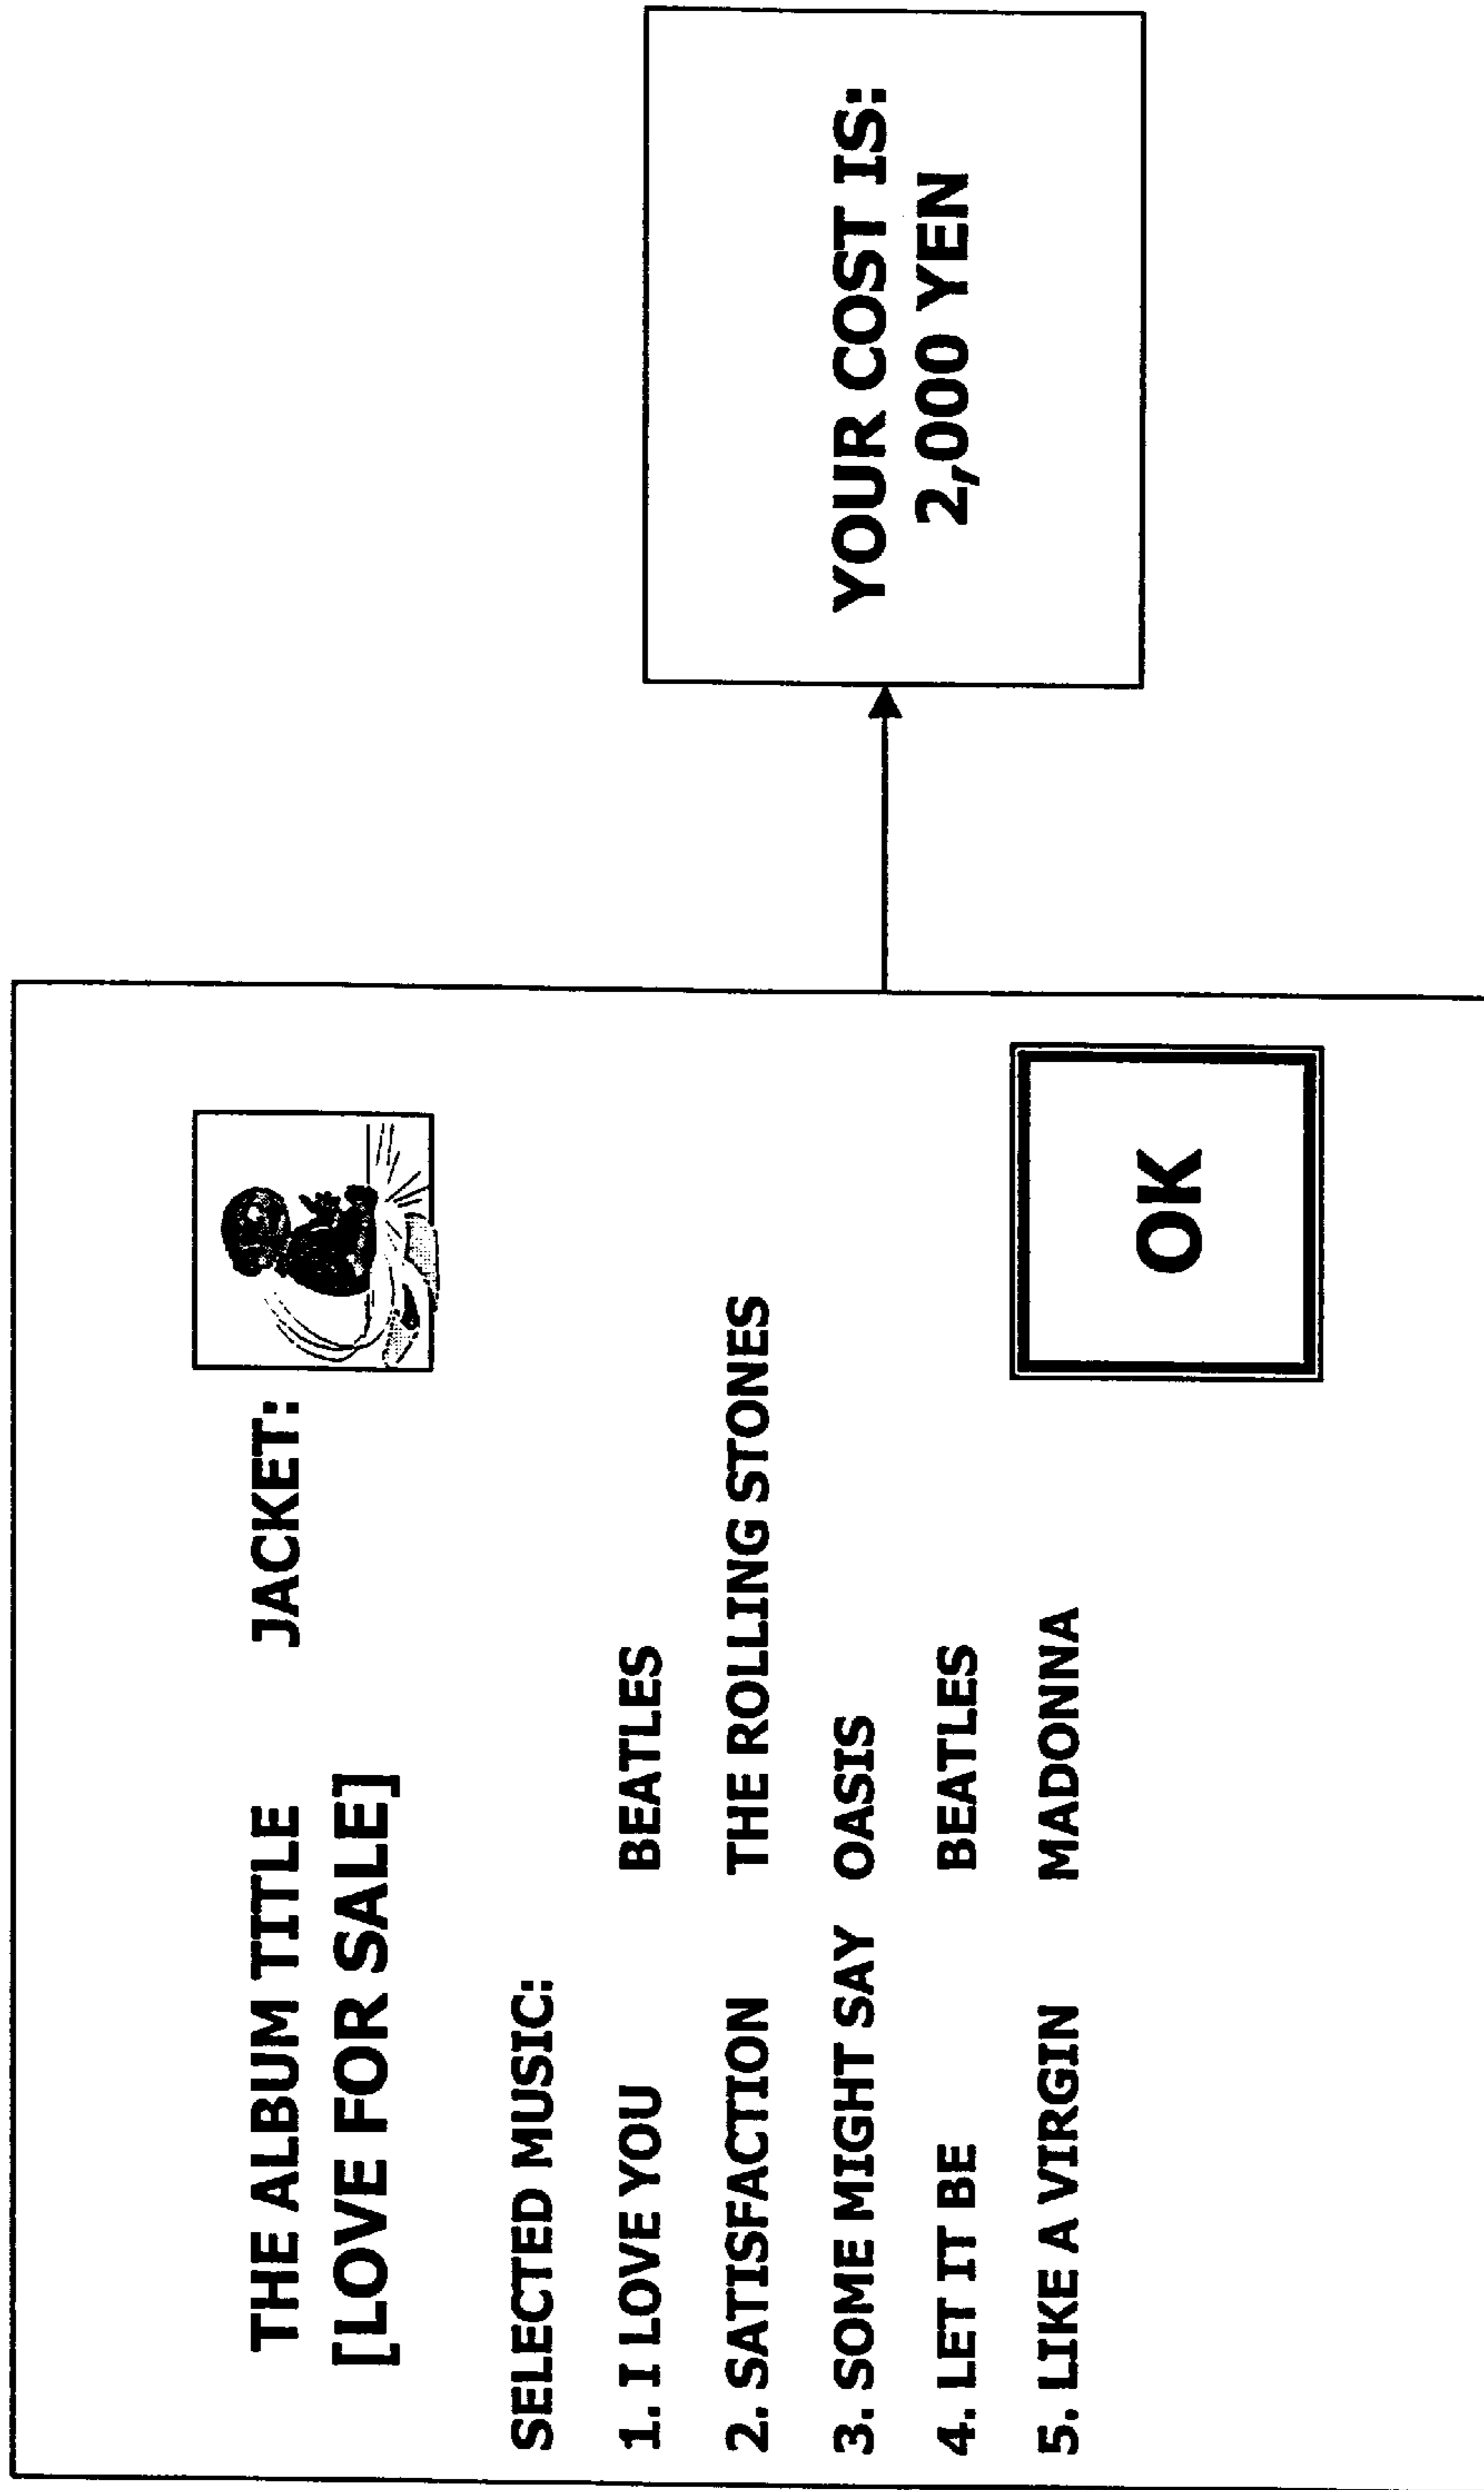 THE ALBUM TITLE JACKET:
[LOVE FOR SALE]
SELECTED MUSIC:
1. I LOVE YOU BEATLES
2. SATISFACTION THE ROLLING STONES
3. SOME MIGHT SAY OASIS
4. LET IT BE BEATLES
5. LIKE A VIRGIN MADONNA
OK
YOUR COST IS:
2,000 YEN